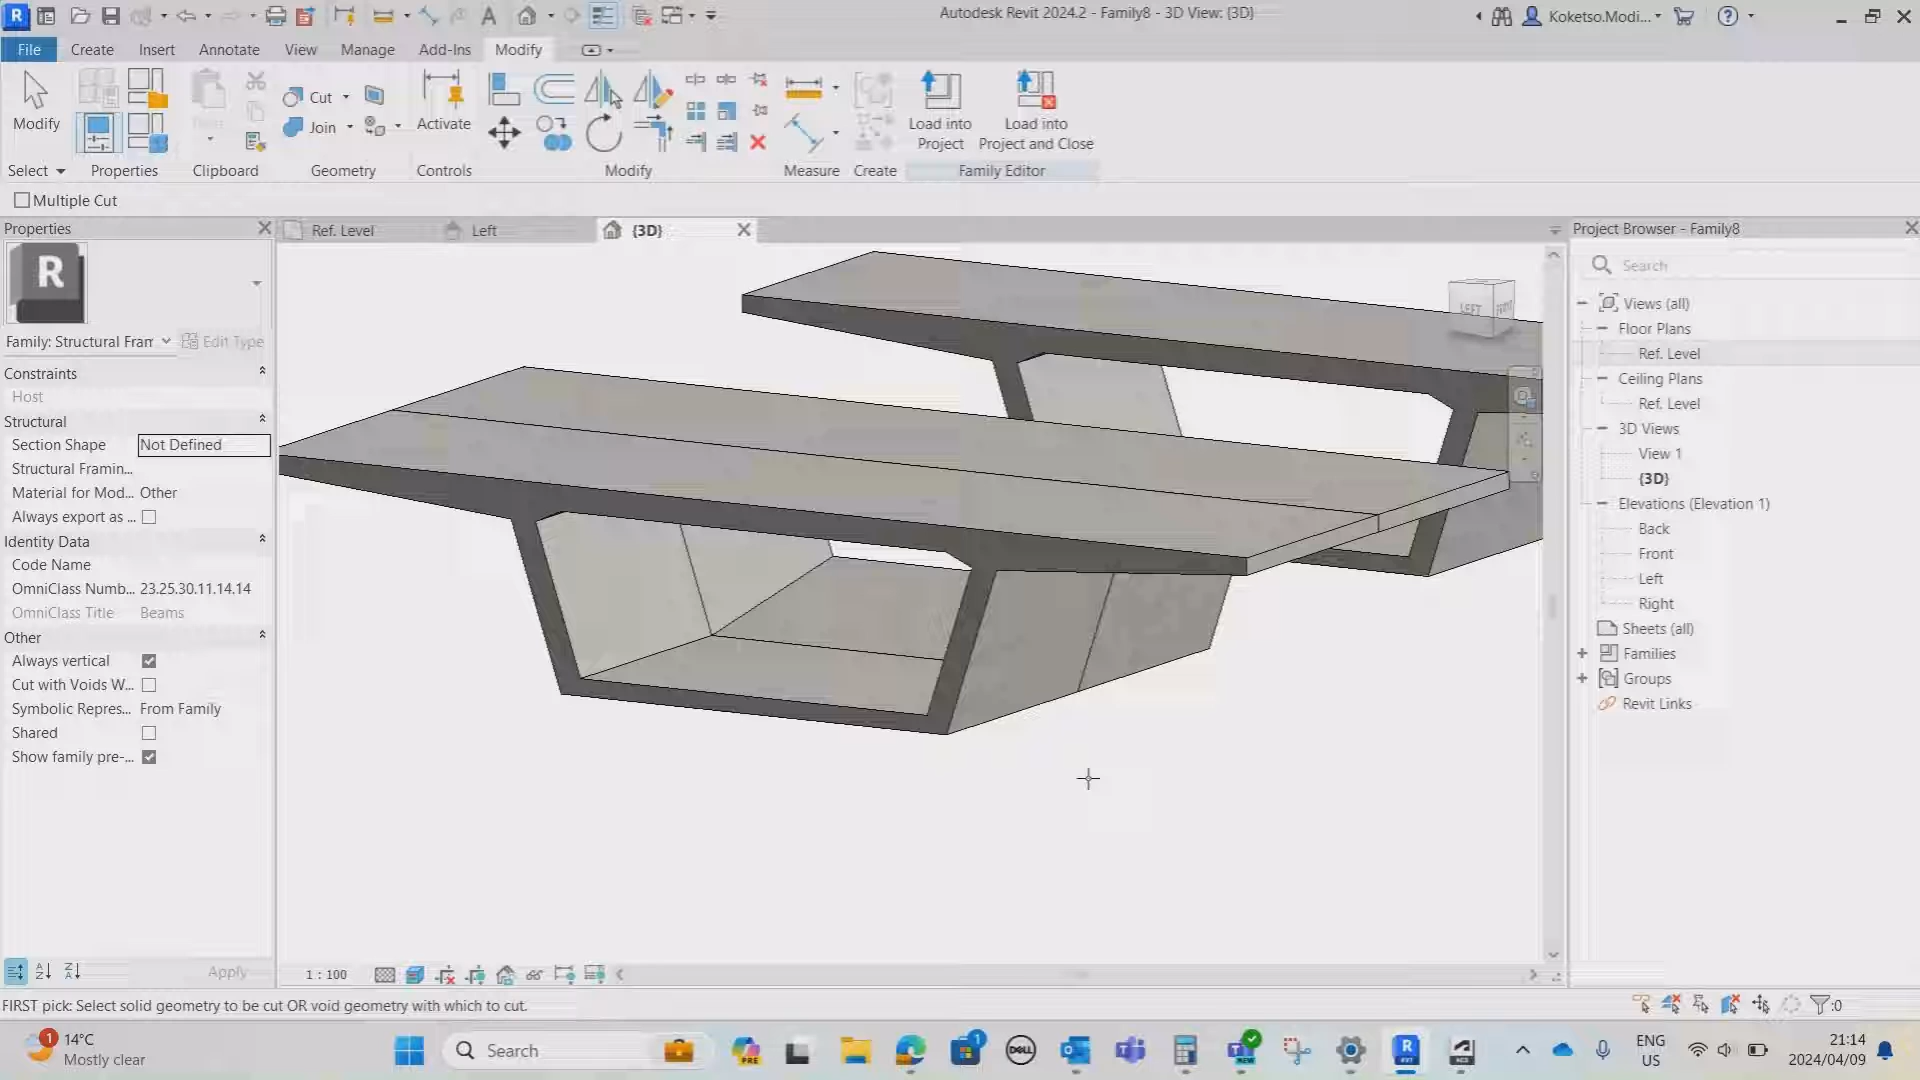 Autodesk Revit 2024.2 - Family8 - 3D View: {3D}
Koketso.Modi...
File Create Insert Annotate View Manage Add-Ins Modify
Modify
Cut
Join
Activate
Load into Project
Load into Project and Close
Select Properties Clipboard Geometry Controls Modify Measure Create Family Editor
Multiple Cut
Properties
Ref. Level
Left
{3D}
Project Browser - Family8
R
Search
Family: Structural Fram
Edit Type
Constraints
Host
Structural
Section Shape Not Defined
Structural Framin...
Material for Mod... Other
Always export as ...
Identity Data
Code Name
OmniClass Numb... 23.25.30.11.14.14
OmniClass Title Beams
Other
Always vertical
Cut with Voids W...
Symbolic Repres... From Family
Shared
Show family pre-...
Apply
LEFT
Views (all)
Floor Plans
Ref. Level
Ceiling Plans
Ref. Level
3D Views
View 1
{3D}
Elevations (Elevation 1)
Back
Front
Left
Right
Sheets (all)
Families
Groups
Revit Links
1 : 100
FIRST pick: Select solid geometry to be cut OR void geometry with which to cut.
:0
1
14°C
Mostly clear
Search
PRE
1
DELL
NEW
R
ENG
US
21:14
2024/04/09